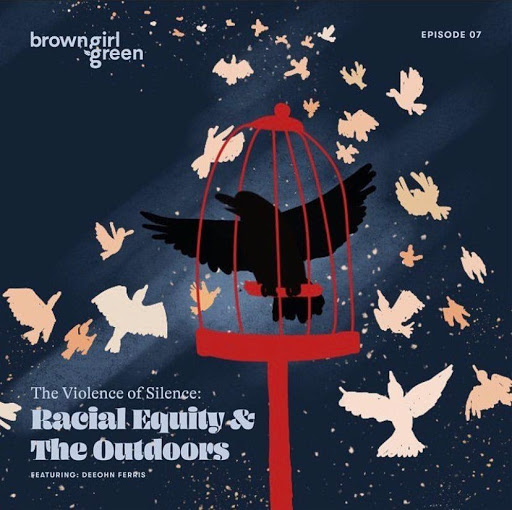 browngirl
green
EPISODE 07
The Violence of Silence:
Racial Equity &
The Outdoors
FEATURING: DEEOHN FERRIS